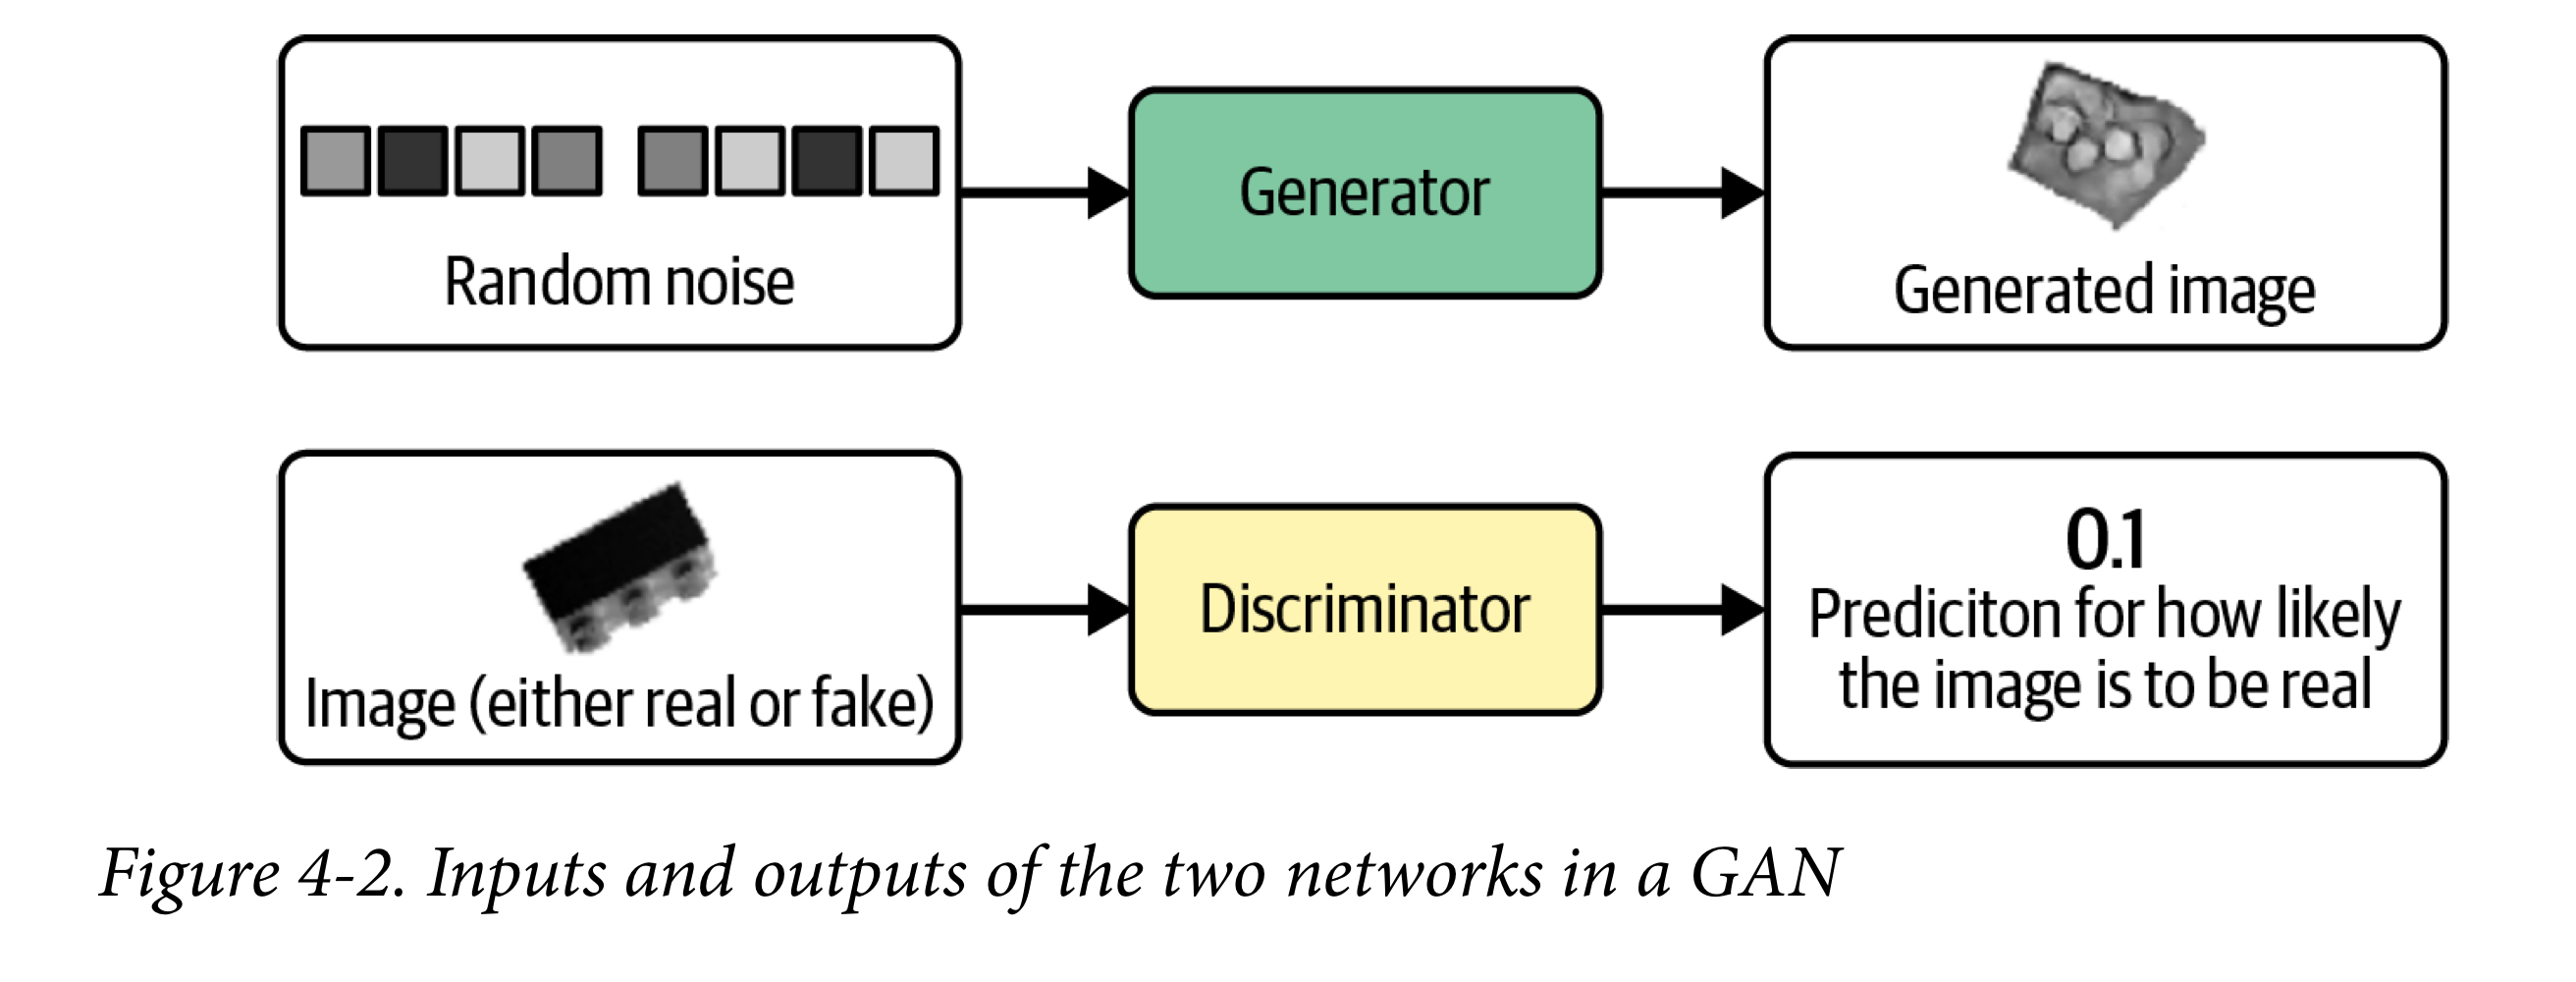 Random noise
Generator
Generated image
Image (either real or fake)
Discriminator
0.1
Prediciton for how likely
the image is to be real
Figure 4-2. Inputs and outputs of the two networks in a GAN